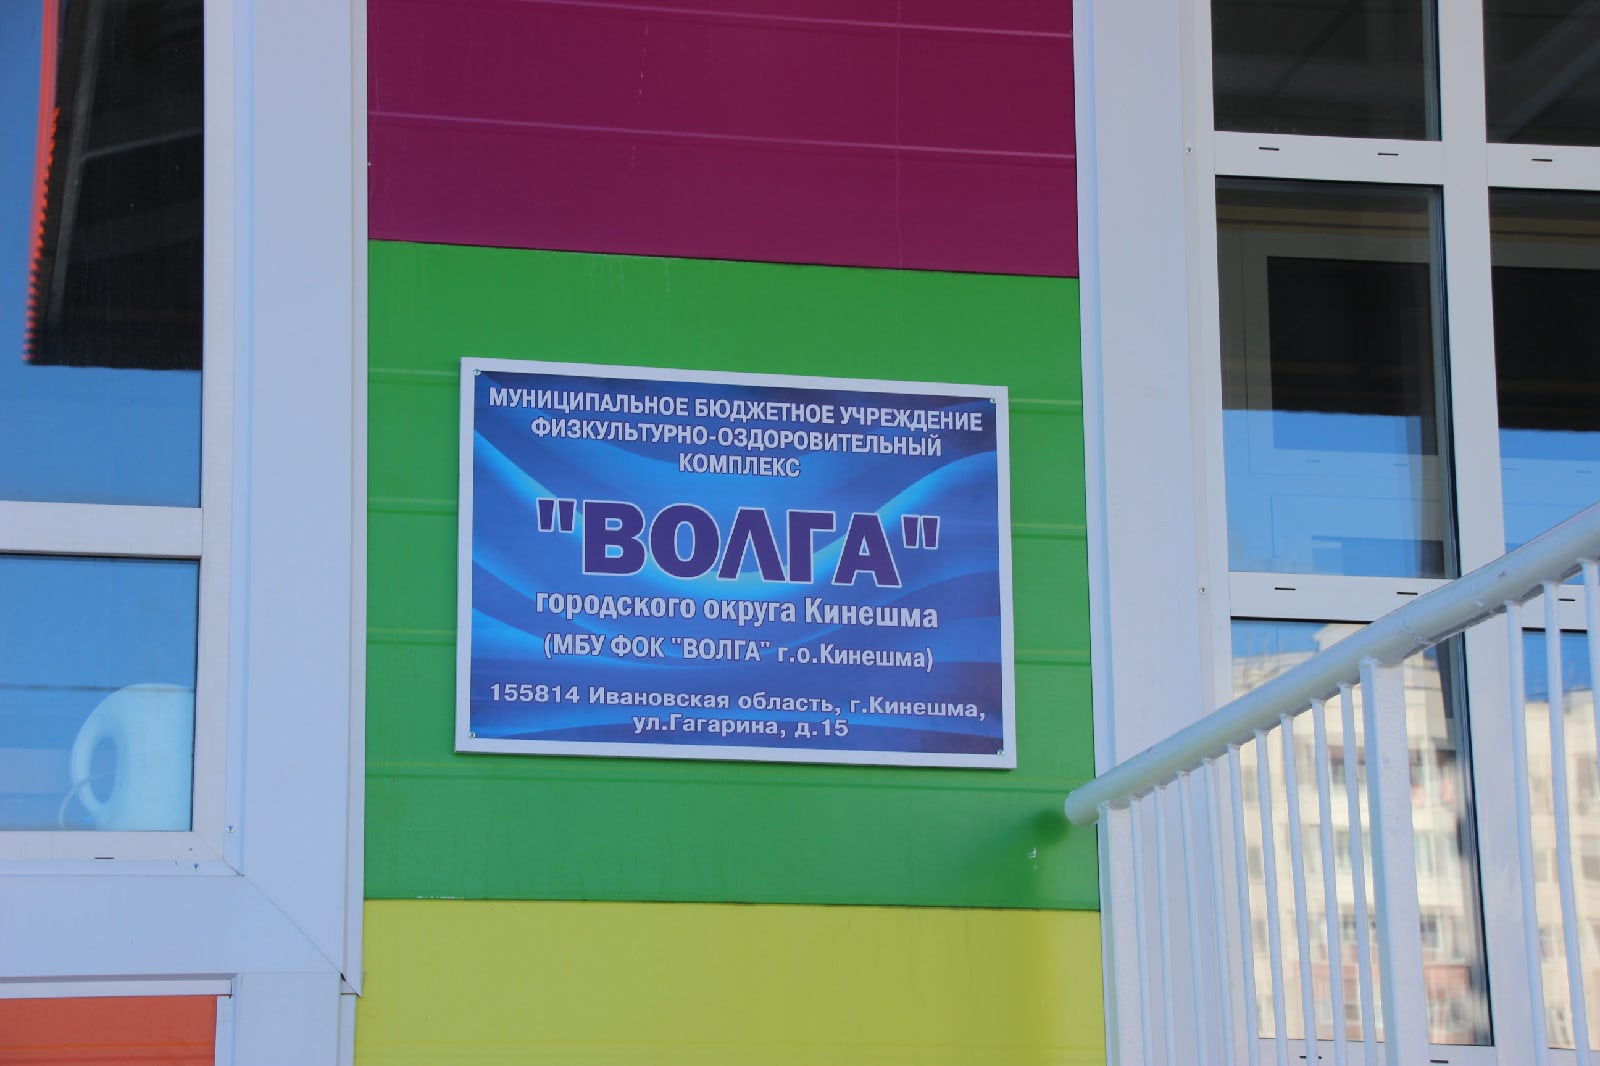 МУНИЦИПАЛЬНОЕ БЮДЖЕТНОЕ УЧРЕЖДЕНИЕ
ФИЗКУЛЬТУРНО-ОЗДОРОВИТЕЛЬНЫЙ
КОМПЛЕКС
"ВОЛГА"
городского округа Кинешма
(МБУ ФОК "ВОЛГА" г.о.Кинешма)
155814 Ивановская область, г.Кинешма,
ул.Гагарина, д.15